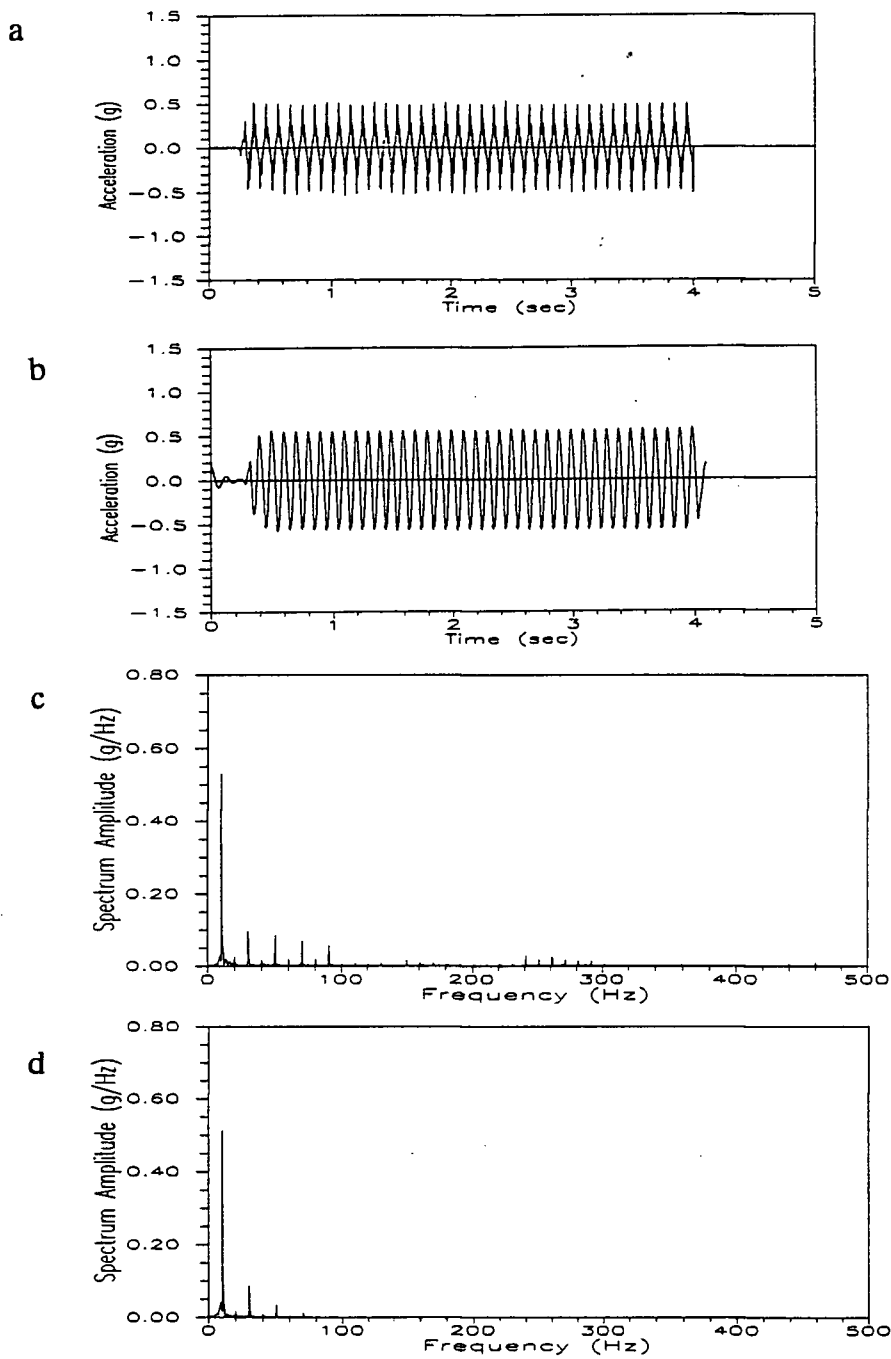 a
Acceleration (g)
1.5
1.0
0.5
0.0
−0.5
−1.0
−1.5
0 1 2 3 4 5
Time (sec)
b
Acceleration (g)
1.5
1.0
0.5
0.0
−0.5
−1.0
−1.5
0 1 2 3 4 5
Time (sec)
c
Spectrum Amplitude (g/Hz)
0.80
0.60
0.40
0.20
0.00
0 100 200 300 400 500
Frequency (Hz)
d
Spectrum Amplitude (g/Hz)
0.80
0.60
0.40
0.20
0.00
0 100 200 300 400 500
Frequency (Hz)